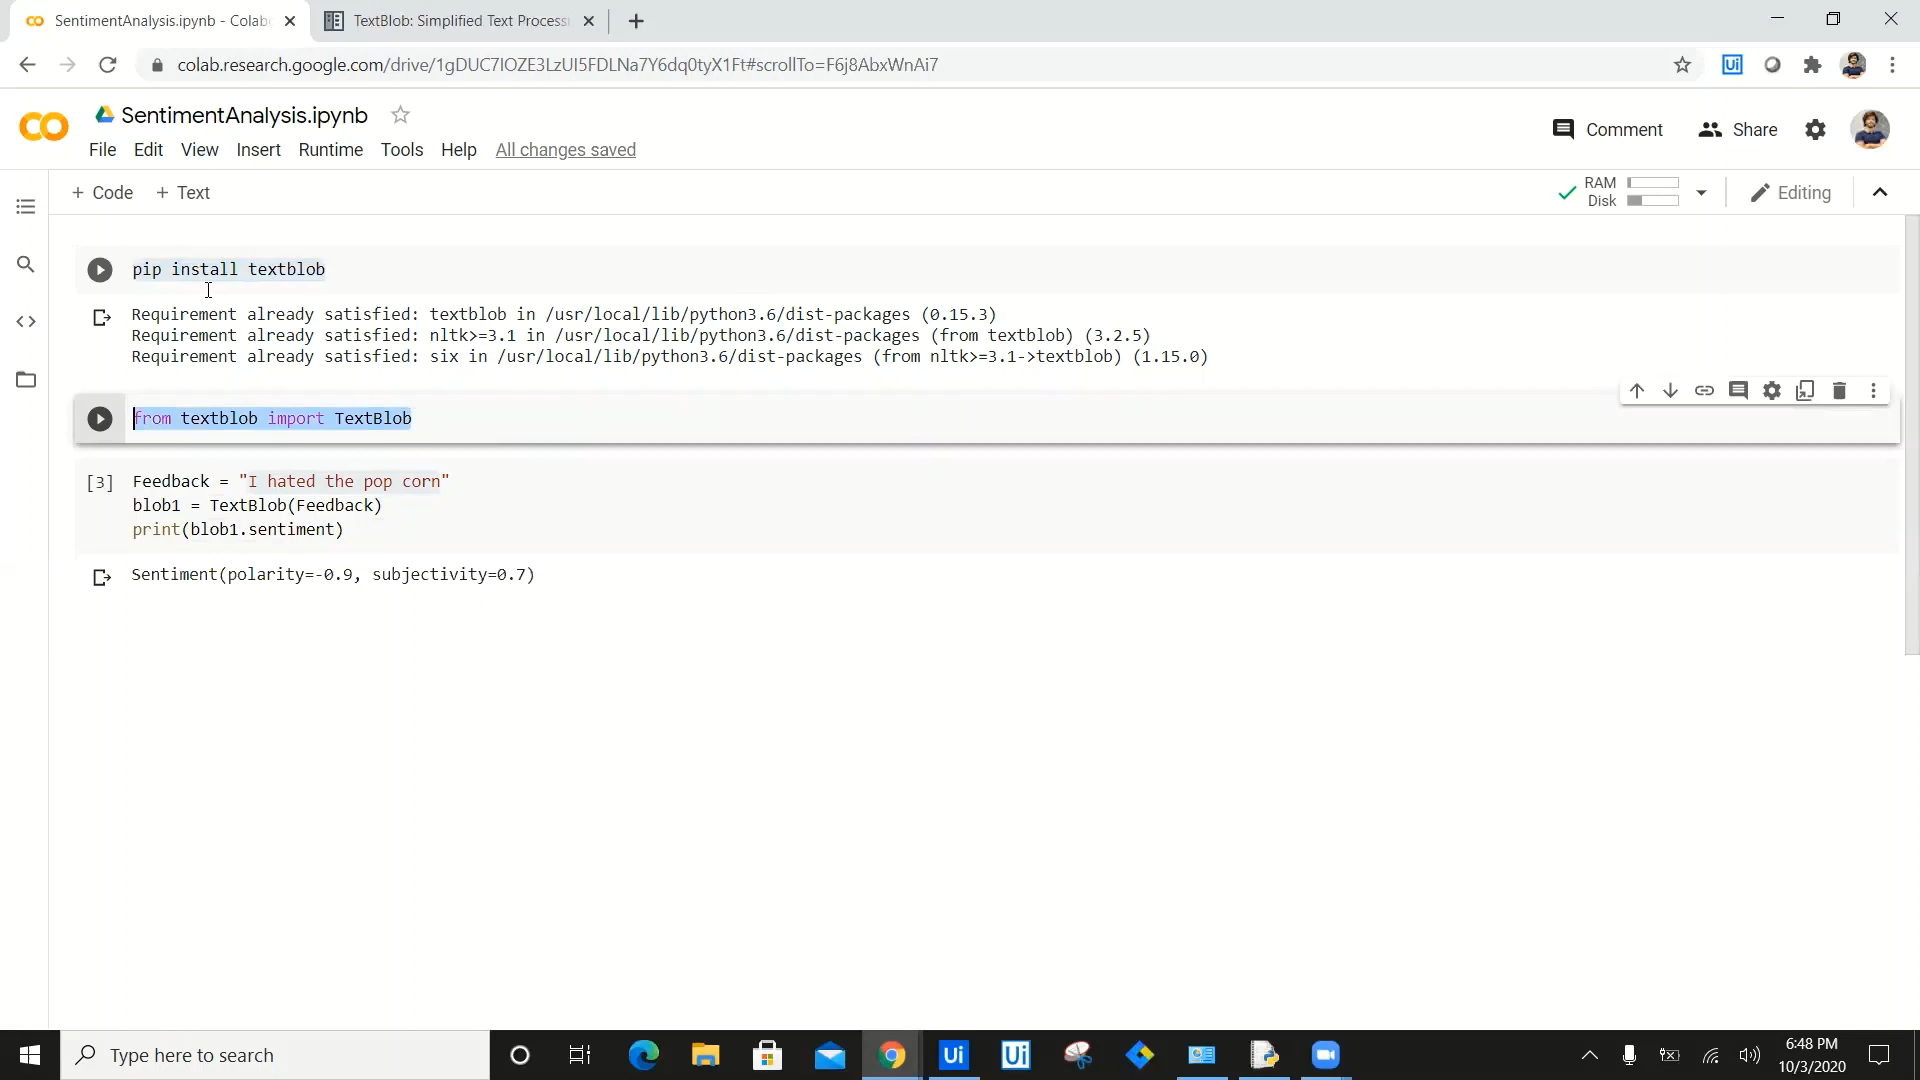 SentimentAnalysis.ipynb - Colab
TextBlob: Simplified Text Process
colab.research.google.com/drive/1gDUC7IOZE3LzUI5FDLNa7Y6dq0tyX1Ft#scrollTo=F6j8AbxWnAi7
Ui
CO
SentimentAnalysis.ipynb
Comment
Share
File Edit View Insert Runtime Tools Help All changes saved
+ Code + Text
RAM
Disk
Editing
pip install textblob
Requirement already satisfied: textblob in /usr/local/lib/python3.6/dist-packages (0.15.3)
Requirement already satisfied: nltk>=3.1 in /usr/local/lib/python3.6/dist-packages (from textblob) (3.2.5)
Requirement already satisfied: six in /usr/local/lib/python3.6/dist-packages (from nltk>=3.1->textblob) (1.15.0)
from textblob import TextBlob
[3] Feedback = "I hated the pop corn"
blob1 = TextBlob(Feedback)
print(blob1.sentiment)
Sentiment(polarity=-0.9, subjectivity=0.7)
Type here to search
Ui
Ui
6:48 PM
10/3/2020